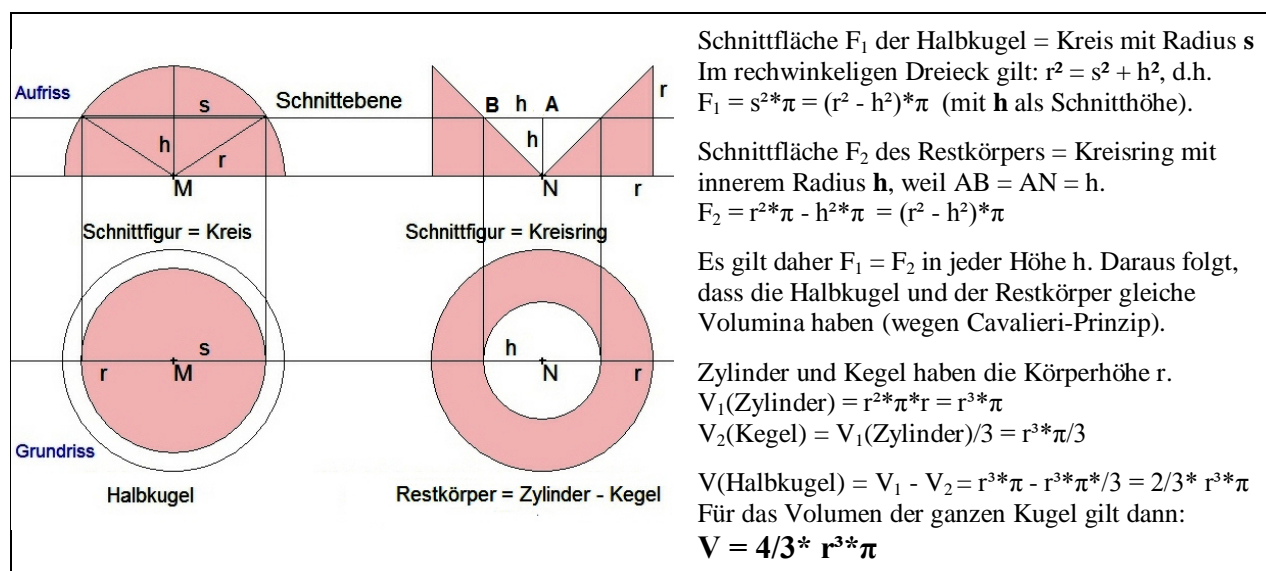 Aufriss
s
Schnittebene
h
r
M
B h A
h
r
N
r
Schnittfigur = Kreis
Schnittfigur = Kreisring
s
r
M
h
N
r
Grundriss
Halbkugel
Restkörper = Zylinder - Kegel
Schnittfläche F₁ der Halbkugel = Kreis mit Radius s
Im rechwinkeligen Dreieck gilt: r² = s² + h², d.h.
F₁ = s²*π = (r² - h²)*π (mit h als Schnitthöhe).
Schnittfläche F₂ des Restkörpers = Kreisring mit
innerem Radius h, weil AB = AN = h.
F₂ = r²*π - h²*π = (r² - h²)*π
Es gilt daher F₁ = F₂ in jeder Höhe h. Daraus folgt,
dass die Halbkugel und der Restkörper gleiche
Volumina haben (wegen Cavalieri-Prinzip).
Zylinder und Kegel haben die Körperhöhe r.
V₁(Zylinder) = r²*π*r = r³*π
V₂(Kegel) = V₁(Zylinder)/3 = r³*π/3
V(Halbkugel) = V₁ - V₂ = r³*π - r³*π*/3 = 2/3* r³*π
Für das Volumen der ganzen Kugel gilt dann:
V = 4/3* r³*π